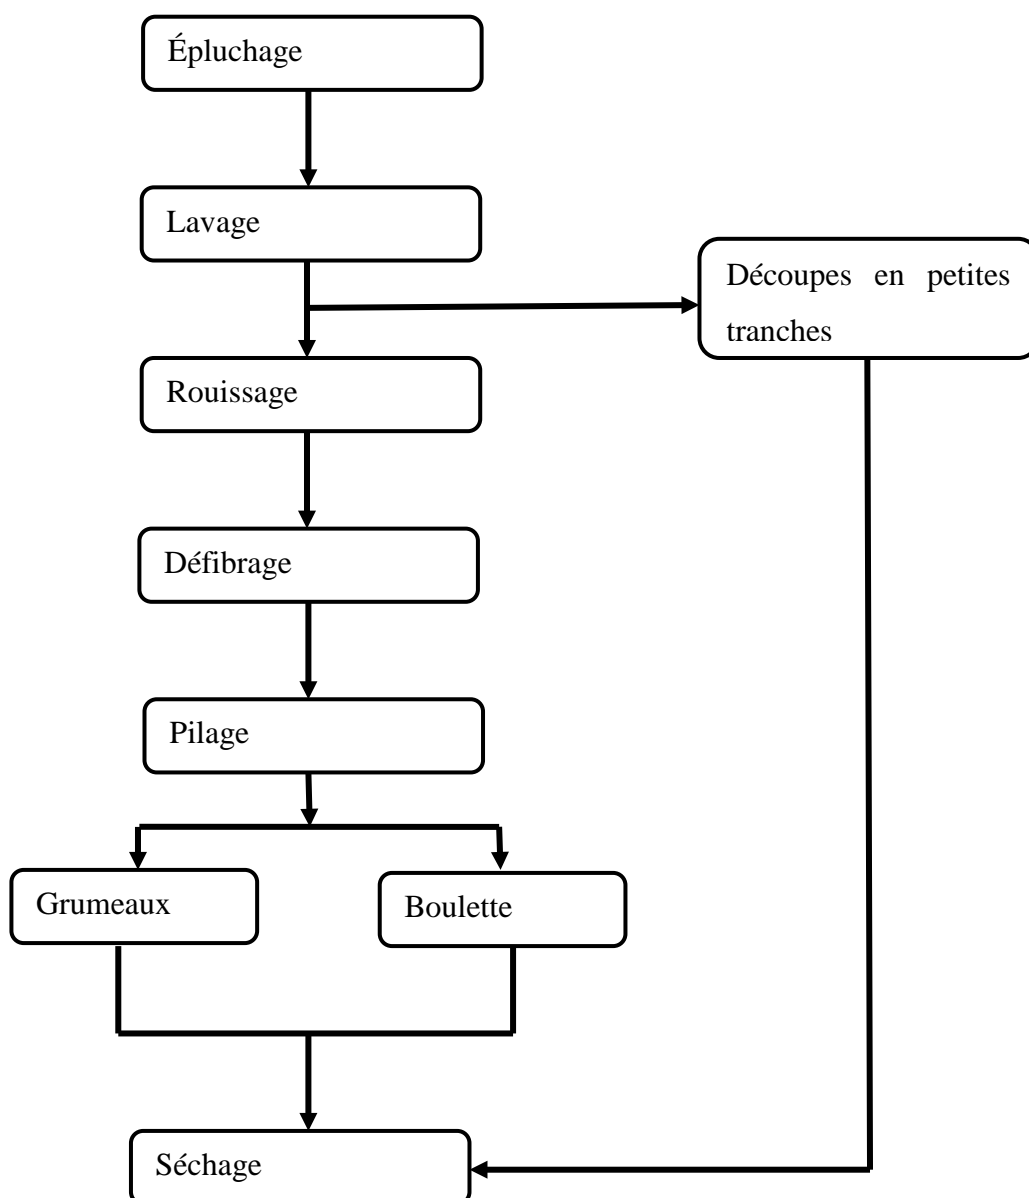 Épluchage
Lavage
Découpes en petites
tranches
Rouissage
Défibrage
Pilage
Grumeaux
Boulette
Séchage